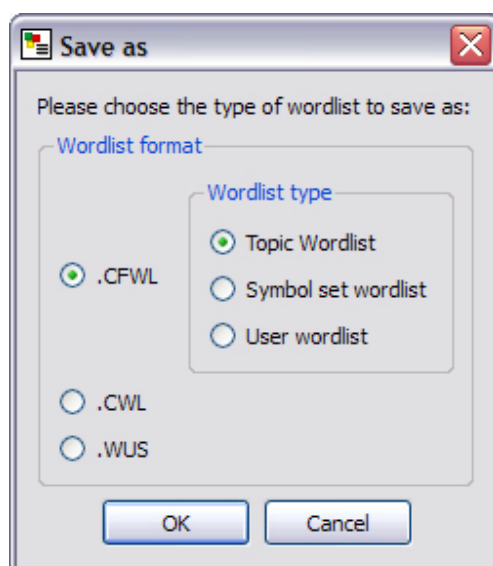 Save as
Please choose the type of wordlist to save as:
Wordlist format
Wordlist type
Topic Wordlist
.CFWL
Symbol set wordlist
User wordlist
.CWL
.WUS
OK
Cancel